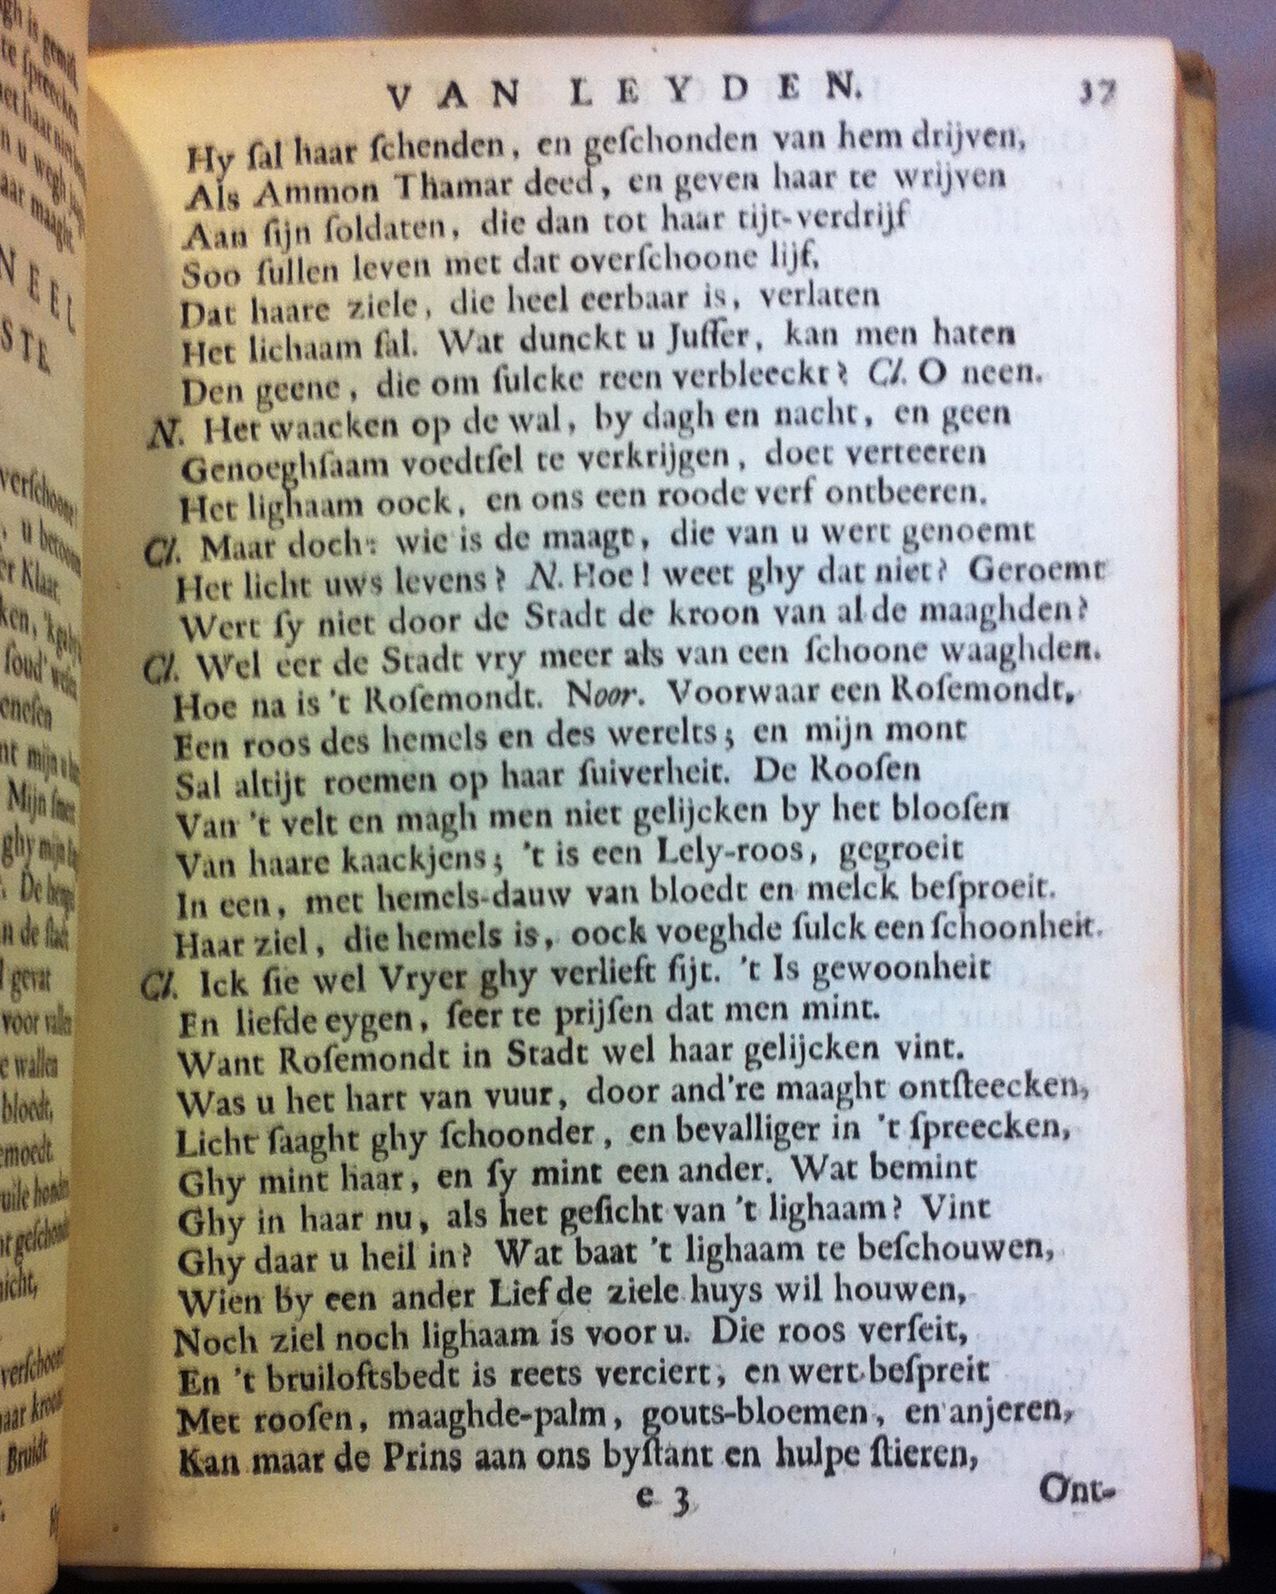 VAN LEYDEN. 37
Hy ſal haar ſchenden, en geſchonden van hem drijven,
Als Ammon Thamar deed, en geven haar te wrijven
Aan ſijn ſoldaten, die dan tot haar tijt-verdrijf
Soo ſullen leven met dat overſchoone lijf,
Dat haare ziele, die heel eerbaar is, verlaten
Het lichaam ſal. Wat dunckt u Juffer, kan men haten
Den geene, die om ſulcke reen verbleeckt? Cl. O neen.
N. Het waacken op de wal, by dagh en nacht, en geen
Genoeghſaam voedtſel te verkrijgen, doet verteeren
Het lighaam oock, en ons een roode verf ontbeeren.
Cl. Maar doch: wie is de maagt, die van u wert genoemt
Het licht uws levens? N. Hoe! weet ghy dat niet? Geroemt
Wert ſy niet door de Stadt de kroon van al de maaghden?
Cl. Wel eer de Stadt vry meer als van een ſchoone waaghden.
Hoe na is 't Roſemondt. Noor. Voorwaar een Roſemondt,
Een roos des hemels en des werelts; en mijn mont
Sal altijt roemen op haar ſuiverheit. De Rooſen
Van 't velt en magh men niet gelijcken by het blooſen
Van haare kaackjens; 't is een Lely-roos, gegroeit
In een, met hemels-dauw van bloedt en melck beſproeit.
Haar ziel, die hemels is, oock voeghde ſulck een ſchoonheit.
Cl. Ick ſie wel Vryer ghy verlieft ſijt. 't Is gewoonheit
En liefde eygen, ſeer te prijſen dat men mint.
Want Roſemondt in Stadt wel haar gelijcken vint.
Was u het hart van vuur, door and're maaght ontſteecken,
Licht ſaaght ghy ſchoonder, en bevalliger in 't ſpreecken,
Ghy mint haar, en ſy mint een ander. Wat bemint
Ghy in haar nu, als het geſicht van 't lighaam? Vint
Ghy daar u heil in? Wat baat 't lighaam te beſchouwen,
Wien by een ander Liefde ziele huys wil houwen,
Noch ziel noch lighaam is voor u. Die roos verſeit,
En 't bruiloftsbedt is reets verciert, en wert beſpreit
Met rooſen, maaghde-palm, gouts-bloemen, en anjeren,
Kan maar de Prins aan ons byſtant en hulpe ſtieren,
e 3 Ont-